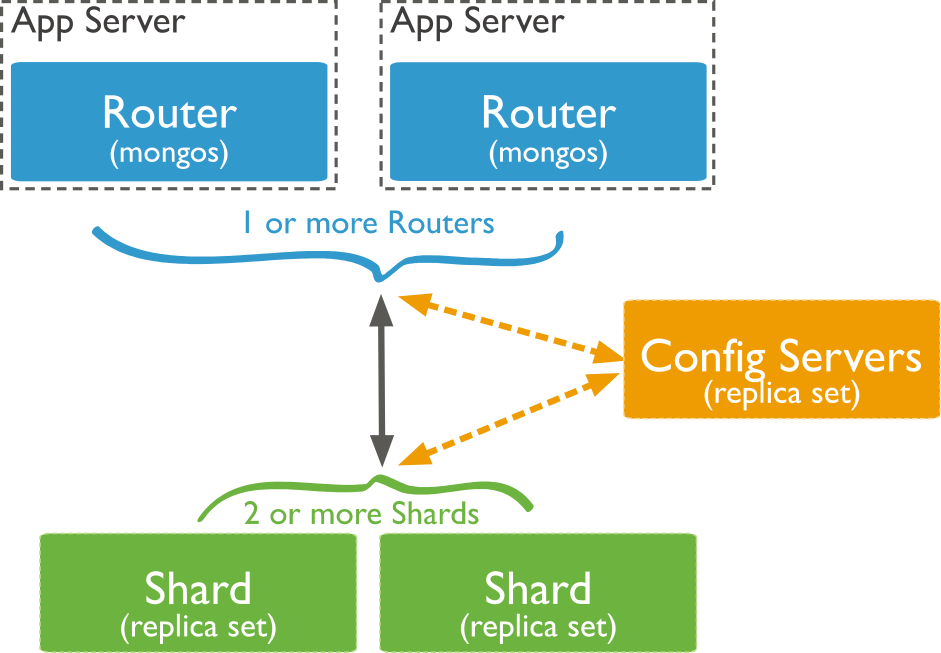 App Server
App Server
Router
(mongos)
Router
(mongos)
1 or more Routers
Config Servers
(replica set)
2 or more Shards
Shard
(replica set)
Shard
(replica set)